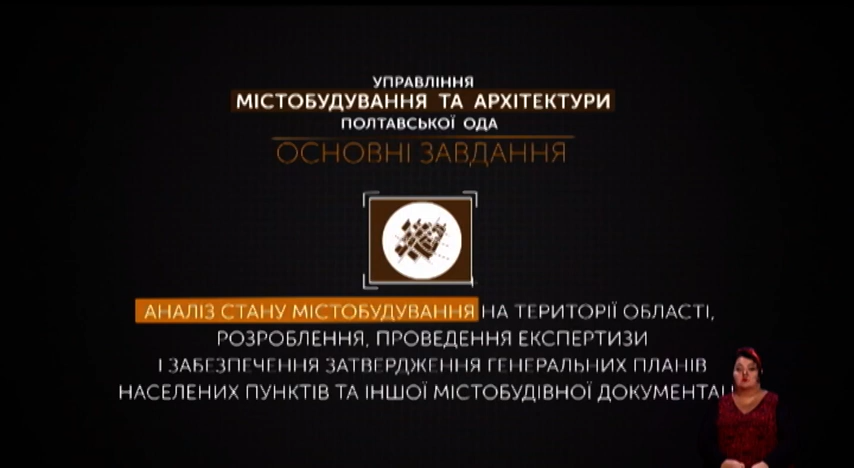 УПРАВЛІННЯ
МІСТОБУДУВАННЯ ТА АРХІТЕКТУРИ
ПОЛТАВСЬКОЇ ОДА
ОСНОВНІ ЗАВДАННЯ
АНАЛІЗ СТАНУ МІСТОБУДУВАННЯ НА ТЕРИТОРІЇ ОБЛАСТІ,
РОЗРОБЛЕННЯ, ПРОВЕДЕННЯ ЕКСПЕРТИЗИ
І ЗАБЕЗПЕЧЕННЯ ЗАТВЕРДЖЕННЯ ГЕНЕРАЛЬНИХ ПЛАНІВ
НАСЕЛЕНИХ ПУНКТІВ ТА ІНШОЇ МІСТОБУДІВНОЇ